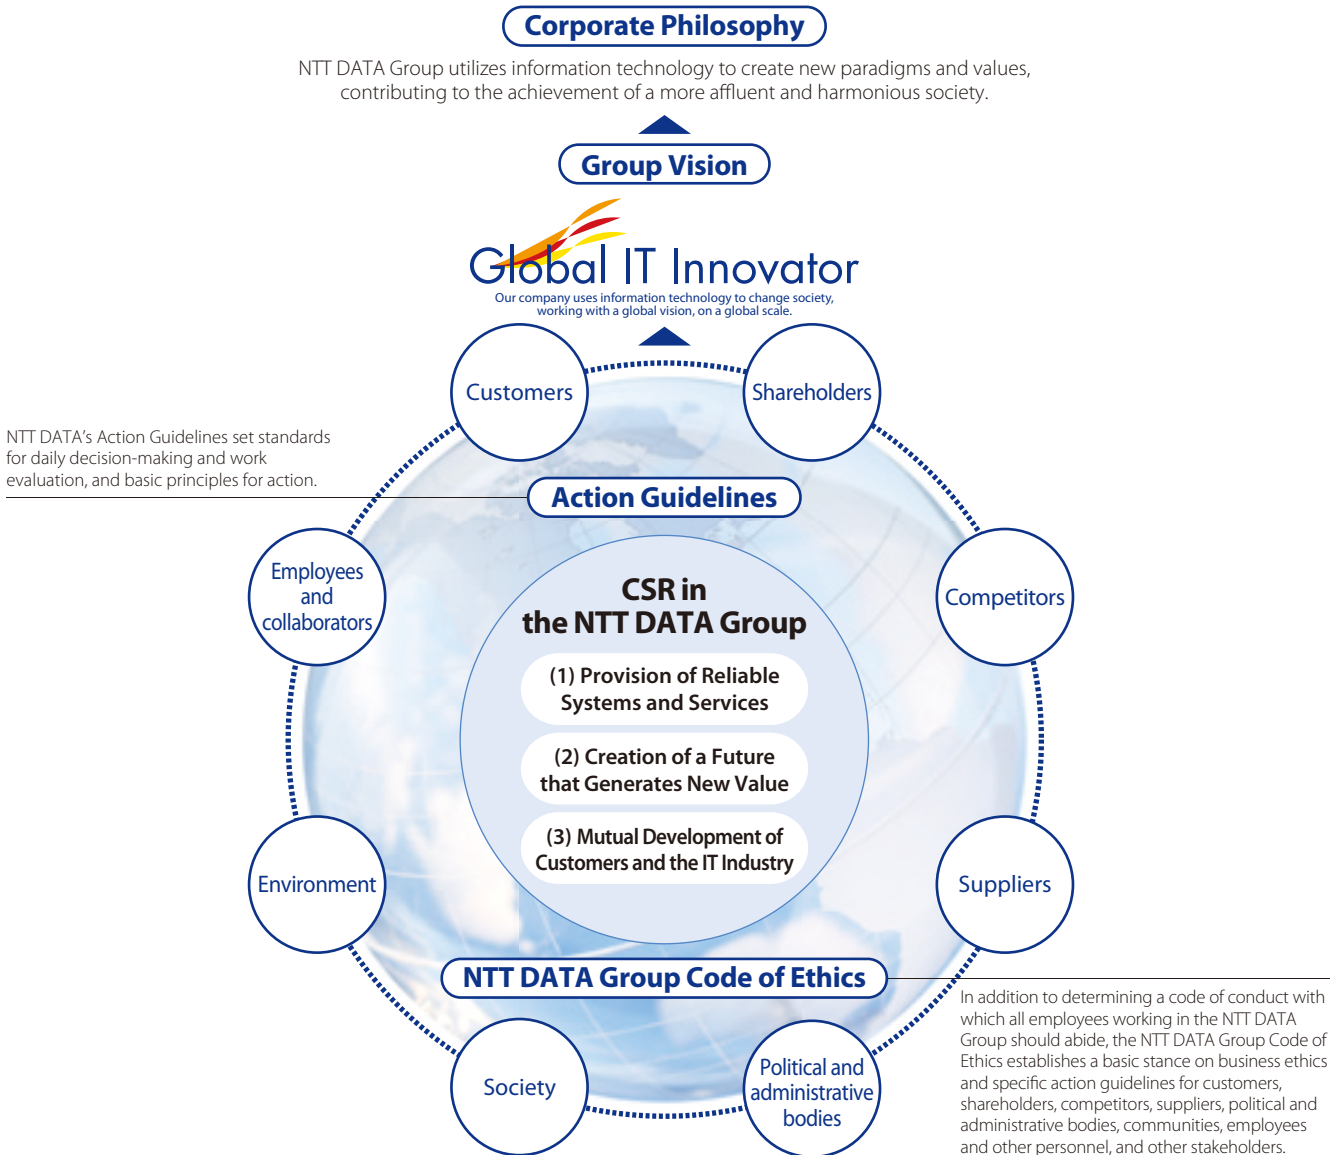 Corporate Philosophy
NTT DATA Group utilizes information technology to create new paradigms and values,
contributing to the achievement of a more affluent and harmonious society.
Group Vision
Global IT Innovator
Our company uses information technology to change society,
working with a global vision, on a global scale.
Customers
Shareholders
NTT DATA’s Action Guidelines set standards
for daily decision-making and work
evaluation, and basic principles for action.
Action Guidelines
Employees
and
collaborators
Competitors
CSR in
the NTT DATA Group
(1) Provision of Reliable
Systems and Services
(2) Creation of a Future
that Generates New Value
(3) Mutual Development of
Customers and the IT Industry
Environment
Suppliers
NTT DATA Group Code of Ethics
In addition to determining a code of conduct with
which all employees working in the NTT DATA
Group should abide, the NTT DATA Group Code of
Ethics establishes a basic stance on business ethics
and specific action guidelines for customers,
shareholders, competitors, suppliers, political and
administrative bodies, communities, employees
and other personnel, and other stakeholders.
Society
Political and
administrative
bodies